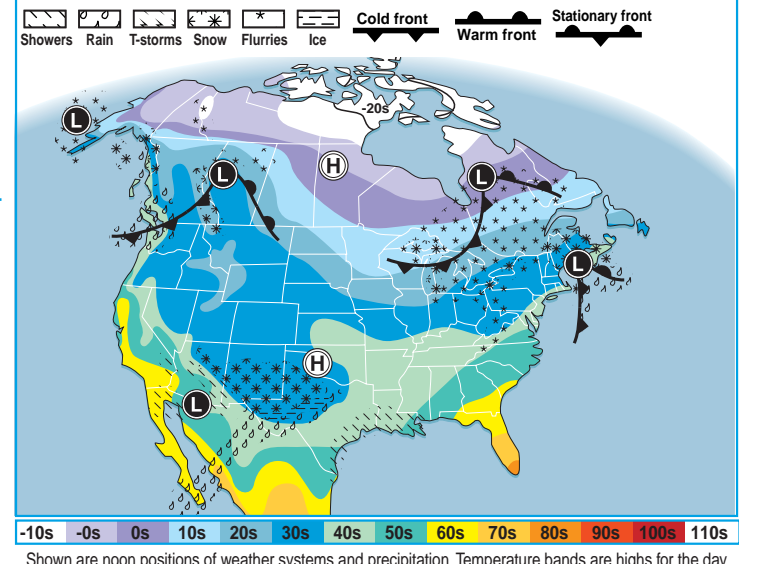 Showers Rain T-storms Snow Flurries Ice Cold front Warm front Stationary front
-20s
L
H
L
L
L
H
L
-10s -0s 0s 10s 20s 30s 40s 50s 60s 70s 80s 90s 100s 110s
Shown are noon positions of weather systems and precipitation. Temperature bands are highs for the day.